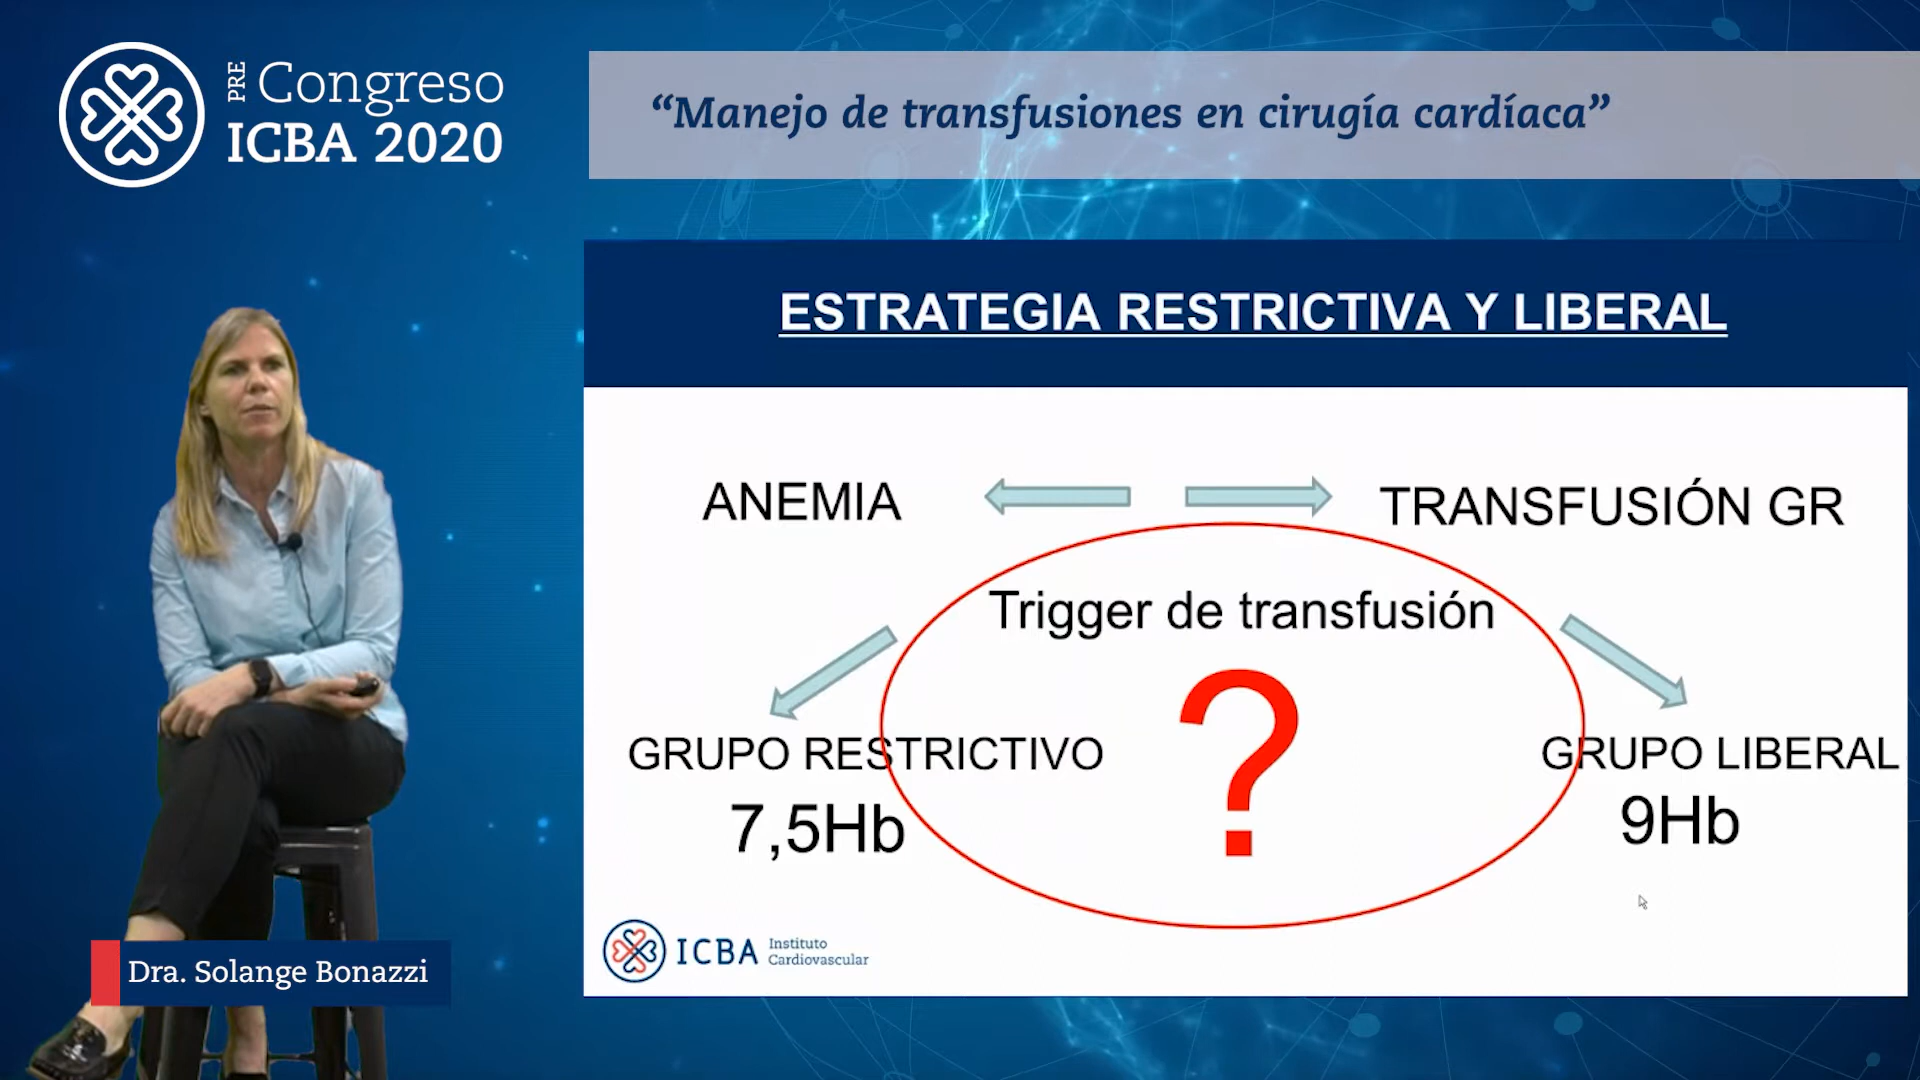 PRE
Congreso
ICBA 2020
“Manejo de transfusiones en cirugía cardíaca”
ESTRATEGIA RESTRICTIVA Y LIBERAL
ANEMIA
TRANSFUSIÓN GR
Trigger de transfusión
?
GRUPO RESTRICTIVO
7,5Hb
GRUPO LIBERAL
9Hb
ICBA Instituto
Cardiovascular
Dra. Solange Bonazzi